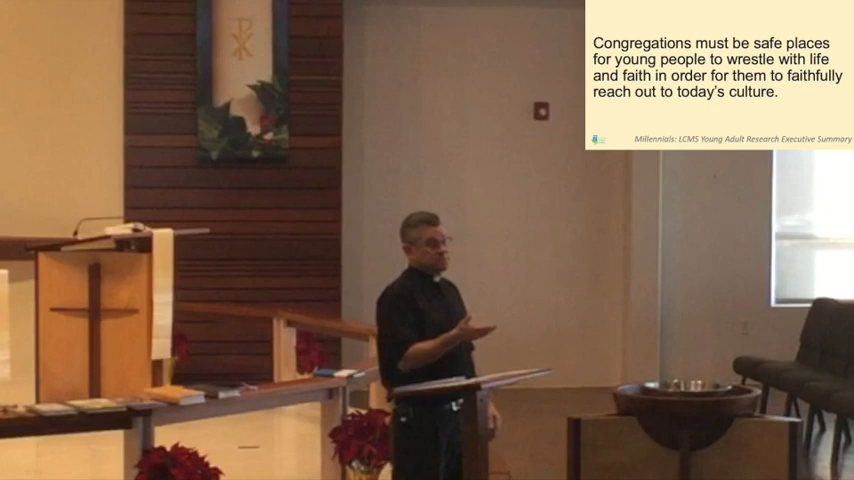 Congregations must be safe places
for young people to wrestle with life
and faith in order for them to faithfully
reach out to today's culture.
Millennials: LCMS Young Adult Research Executive Summary